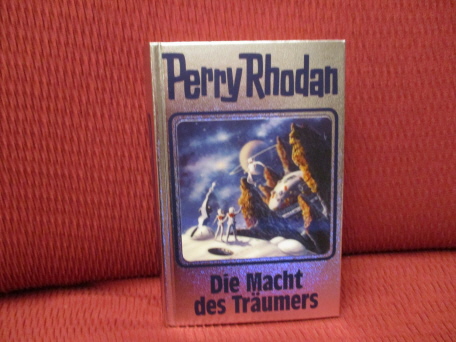 Perry Rhodan
Die Macht
des Träumers